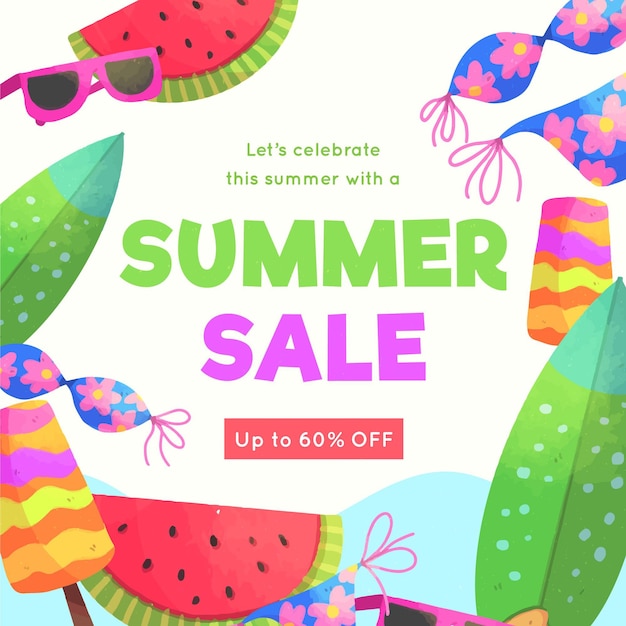 Let’s celebrate
this summer with a
SUMMER
SALE
Up to 60% OFF